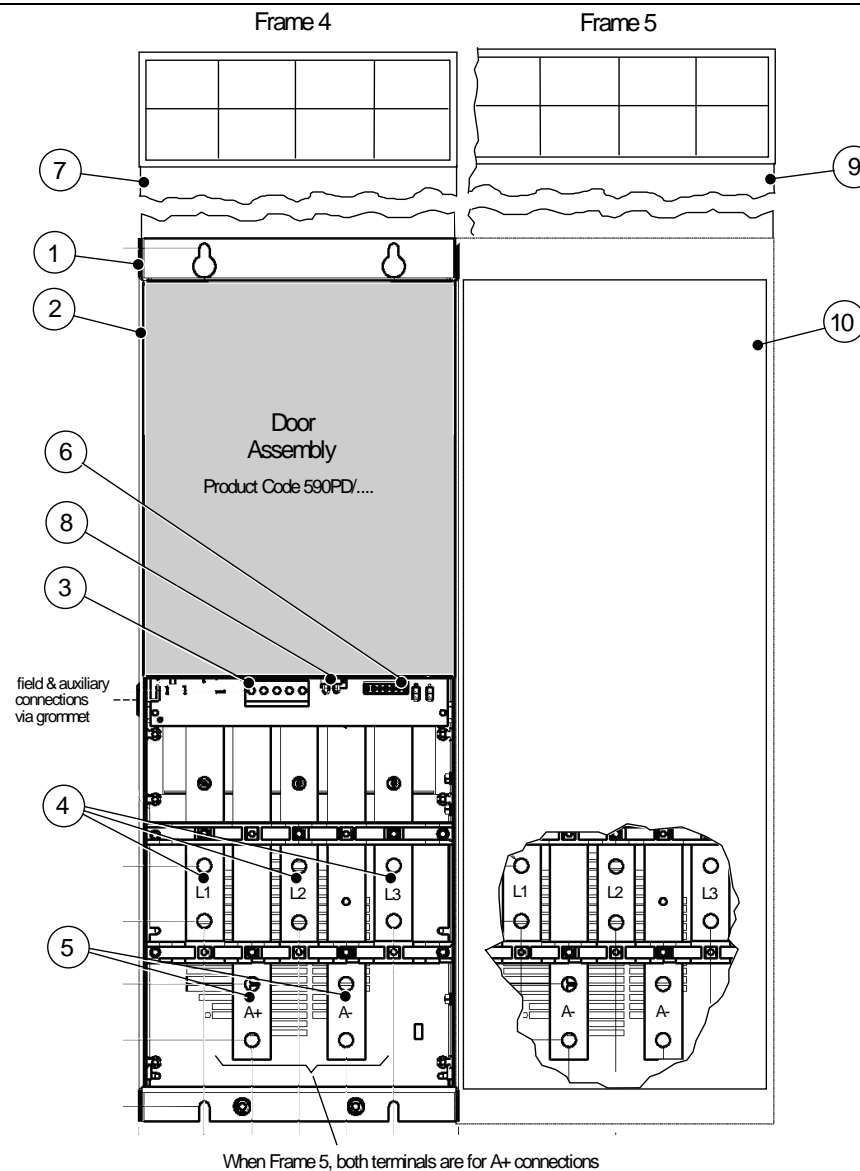 Frame 4
Frame 5
7
9
1
2
10
Door
Assembly
Product Code 590PD/....
6
8
3
field & auxiliary
connections
via grommet
4
L1
L2
L3
L1
L2
L3
5
A+
A-
A-
A-
When Frame 5, both terminals are for A+ connections